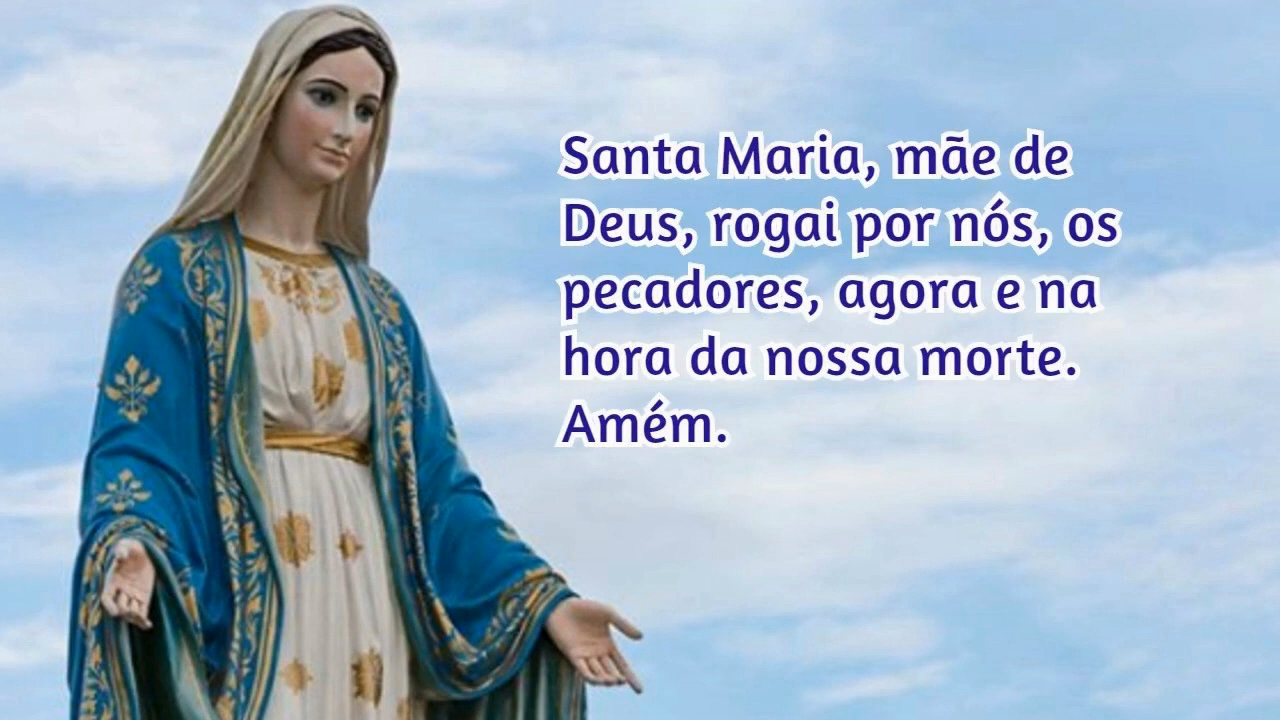 Santa Maria, mãe de
Deus, rogai por nós, os
pecadores, agora e na
hora da nossa morte.
Amém.